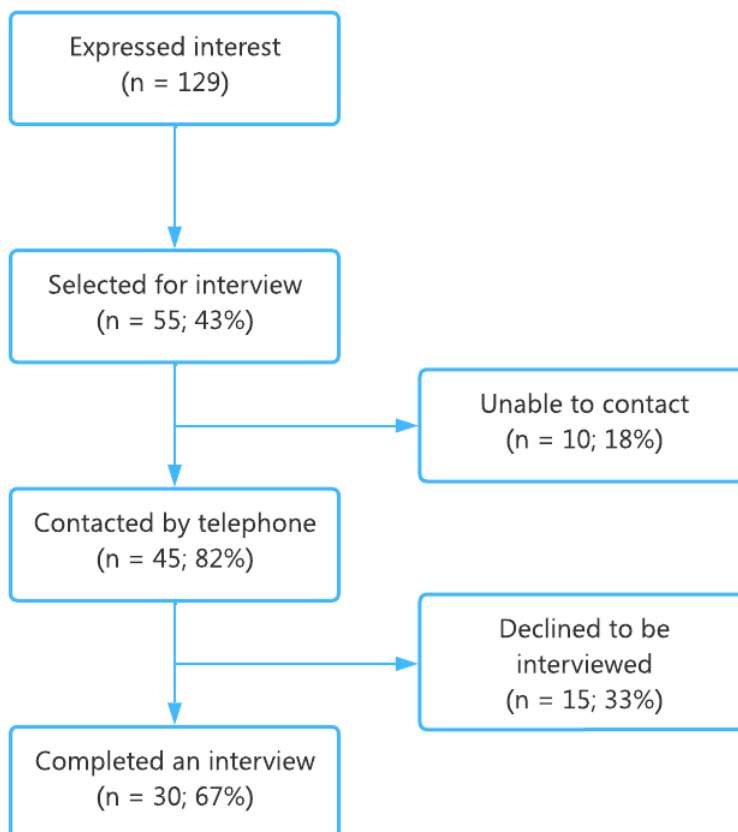 Expressed interest
(n = 129)
Selected for interview
(n = 55; 43%)
Unable to contact
(n = 10; 18%)
Contacted by telephone
(n = 45; 82%)
Declined to be
interviewed
(n = 15; 33%)
Completed an interview
(n = 30; 67%)